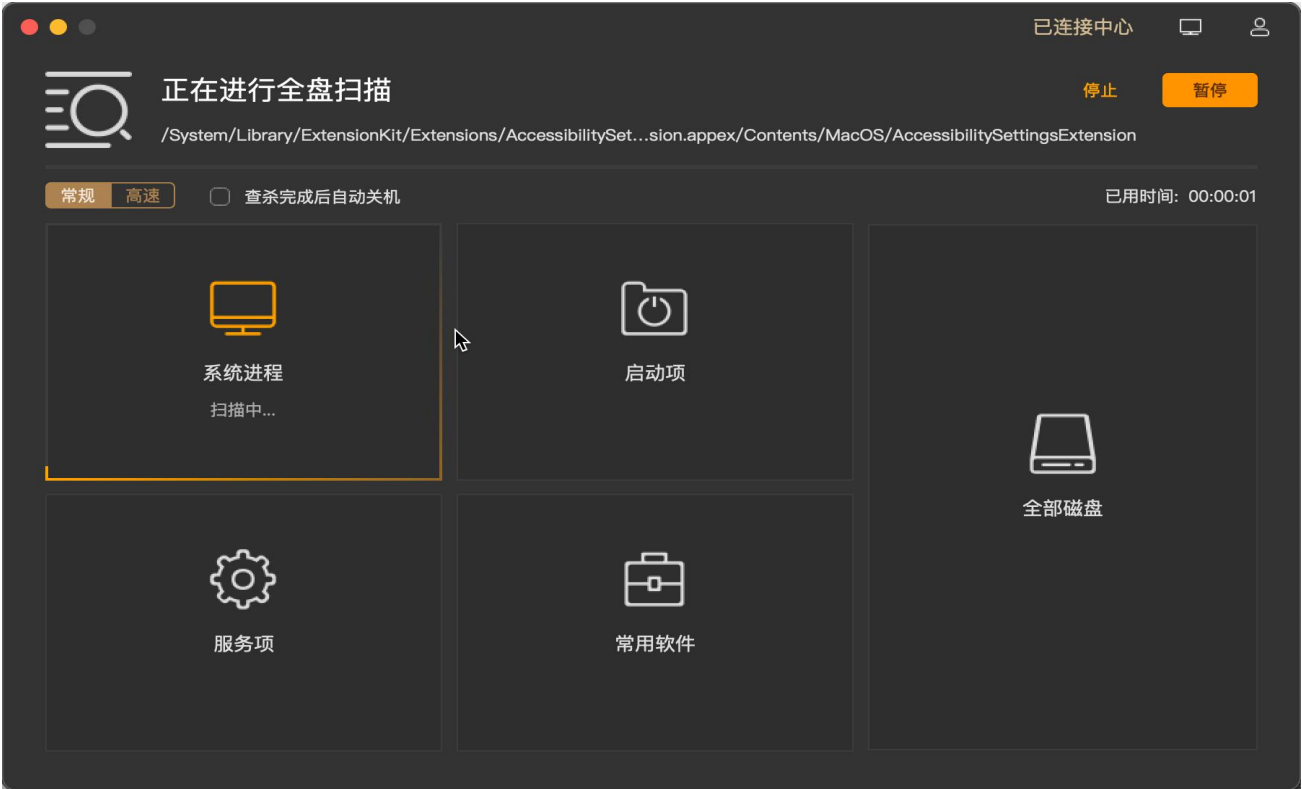 已连接中心
正在进行全盘扫描
停止
暂停
/System/Library/ExtensionKit/Extensions/AccessibilitySet...sion.appex/Contents/MacOS/AccessibilitySettingsExtension
常规
高速
查杀完成后自动关机
已用时间: 00:00:01
系统进程
扫描中...
启动项
全部磁盘
服务项
常用软件